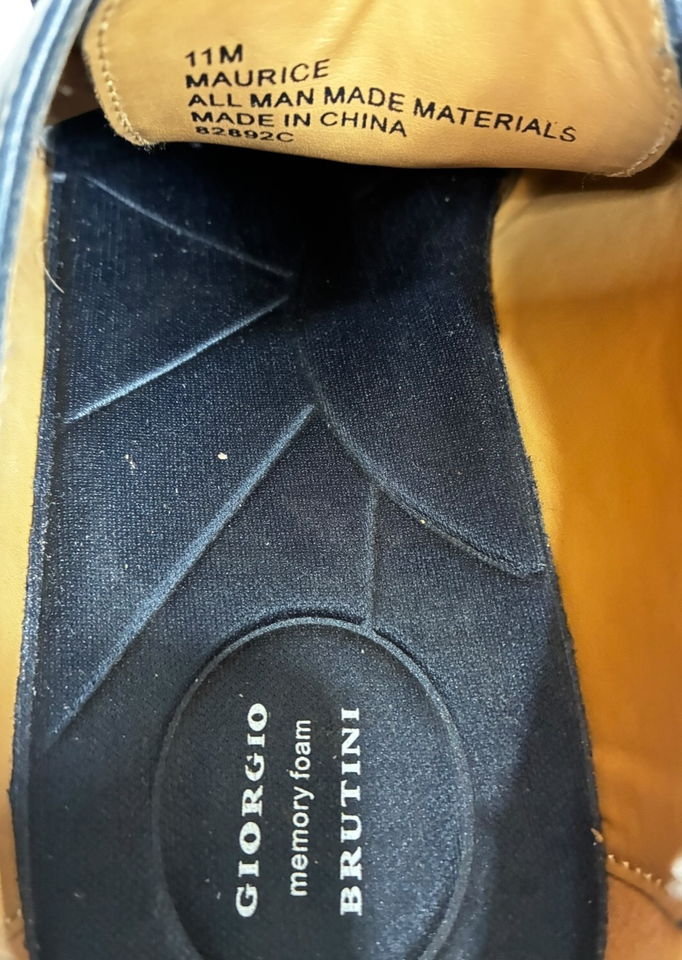 11M
MAURICE
ALL MAN MADE MATERIALS
MADE IN CHINA
82892C
GIORGIO
memory foam
BRUTINI